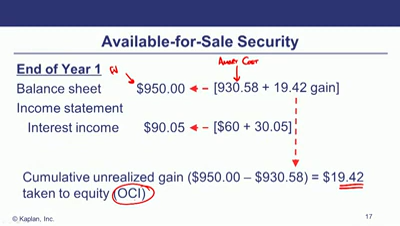 Available-for-Sale Security
End of Year 1
Amort Cost
Balance sheet $950.00 [930.58 + 19.42 gain]
Income statement
Interest income $90.05 [$60 + 30.05]
Cumulative unrealized gain ($950.00 – $930.58) = $19.42
taken to equity (OCI)
© Kaplan, Inc.
17